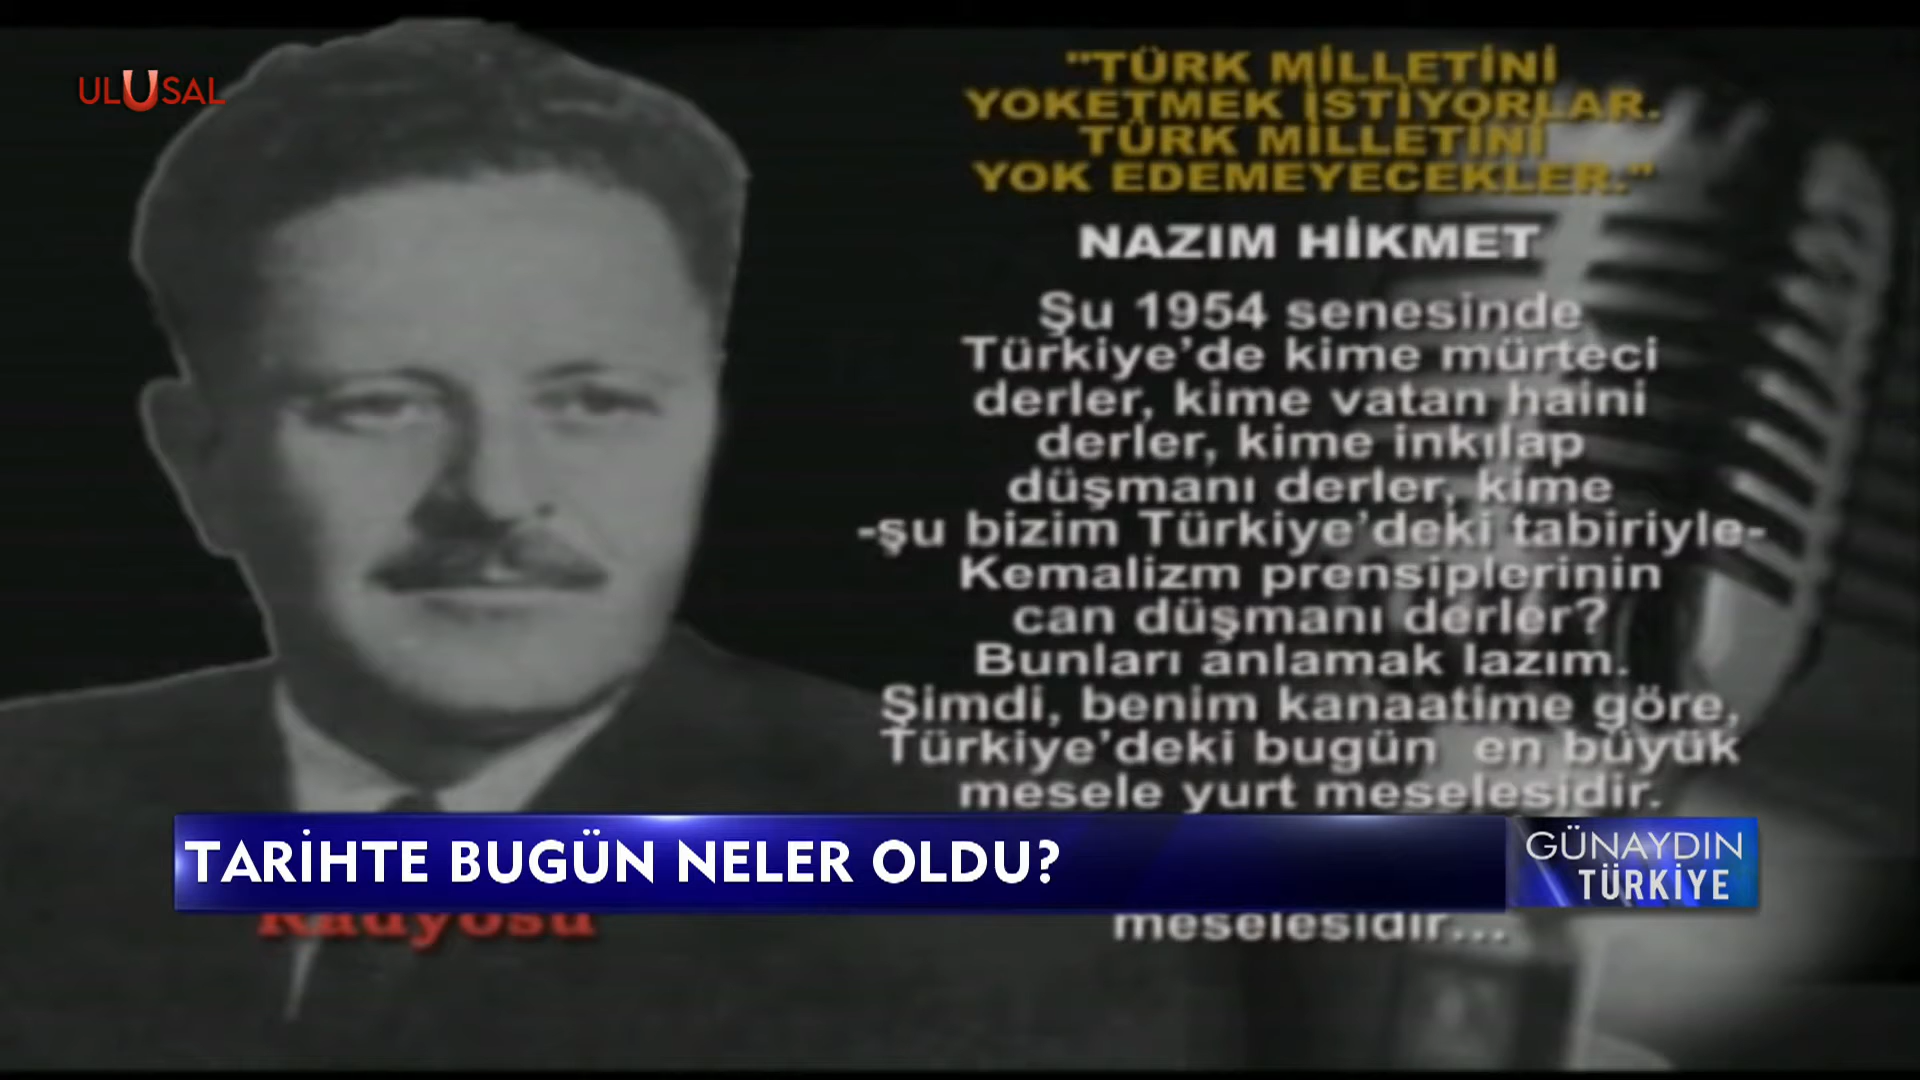 ULUSAL
"TÜRK MİLLETİNİ
YOKETMEK İSTİYORLAR.
TÜRK MİLLETİNİ
YOK EDEMEYECEKLER."
NAZIM HİKMET
Şu 1954 senesinde
Türkiye'de kime mürteci
derler, kime vatan haini
derler, kime inkılap
düşmanı derler, kime
-şu bizim Türkiye'deki tabiriyle-
Kemalizm prensiplerinin
can düşmanı derler?
Bunları anlamak lazım.
Şimdi, benim kanaatime göre,
Türkiye'deki bugün en büyük
mesele yurt meselesidir.
TARİHTE BUGÜN NELER OLDU?
GÜNAYDIN
TÜRKİYE
Radyosu
meselesidir...